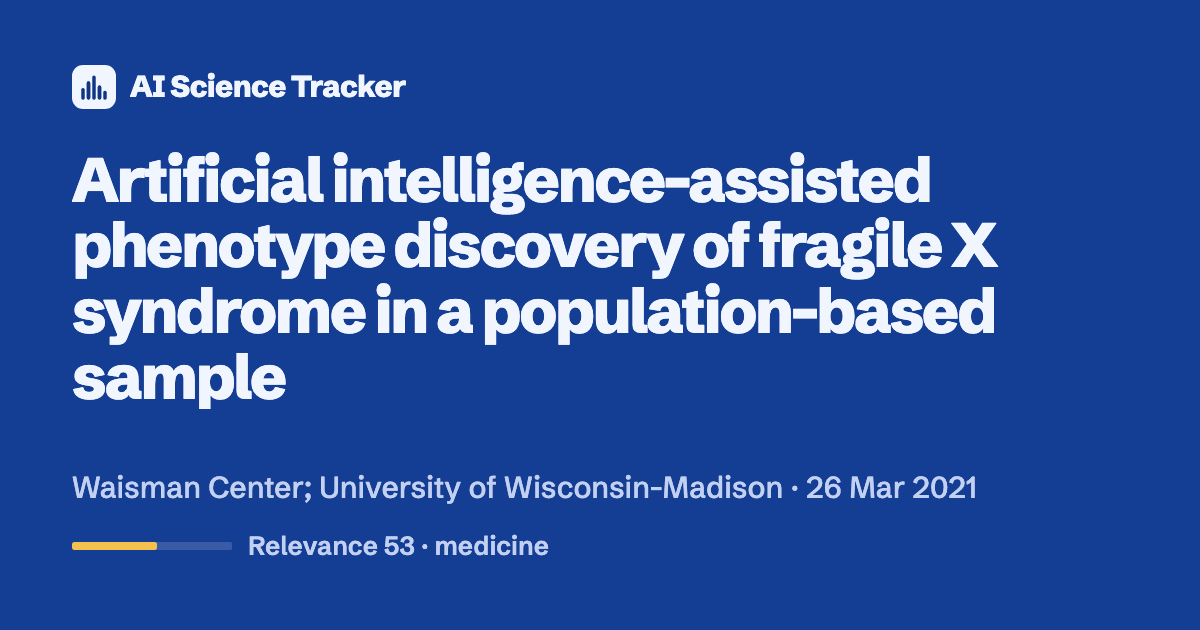 AI Science Tracker
Artificial intelligence-assisted
phenotype discovery of fragile X
syndrome in a population-based
sample
Waisman Center; University of Wisconsin-Madison · 26 Mar 2021
Relevance 53 · medicine